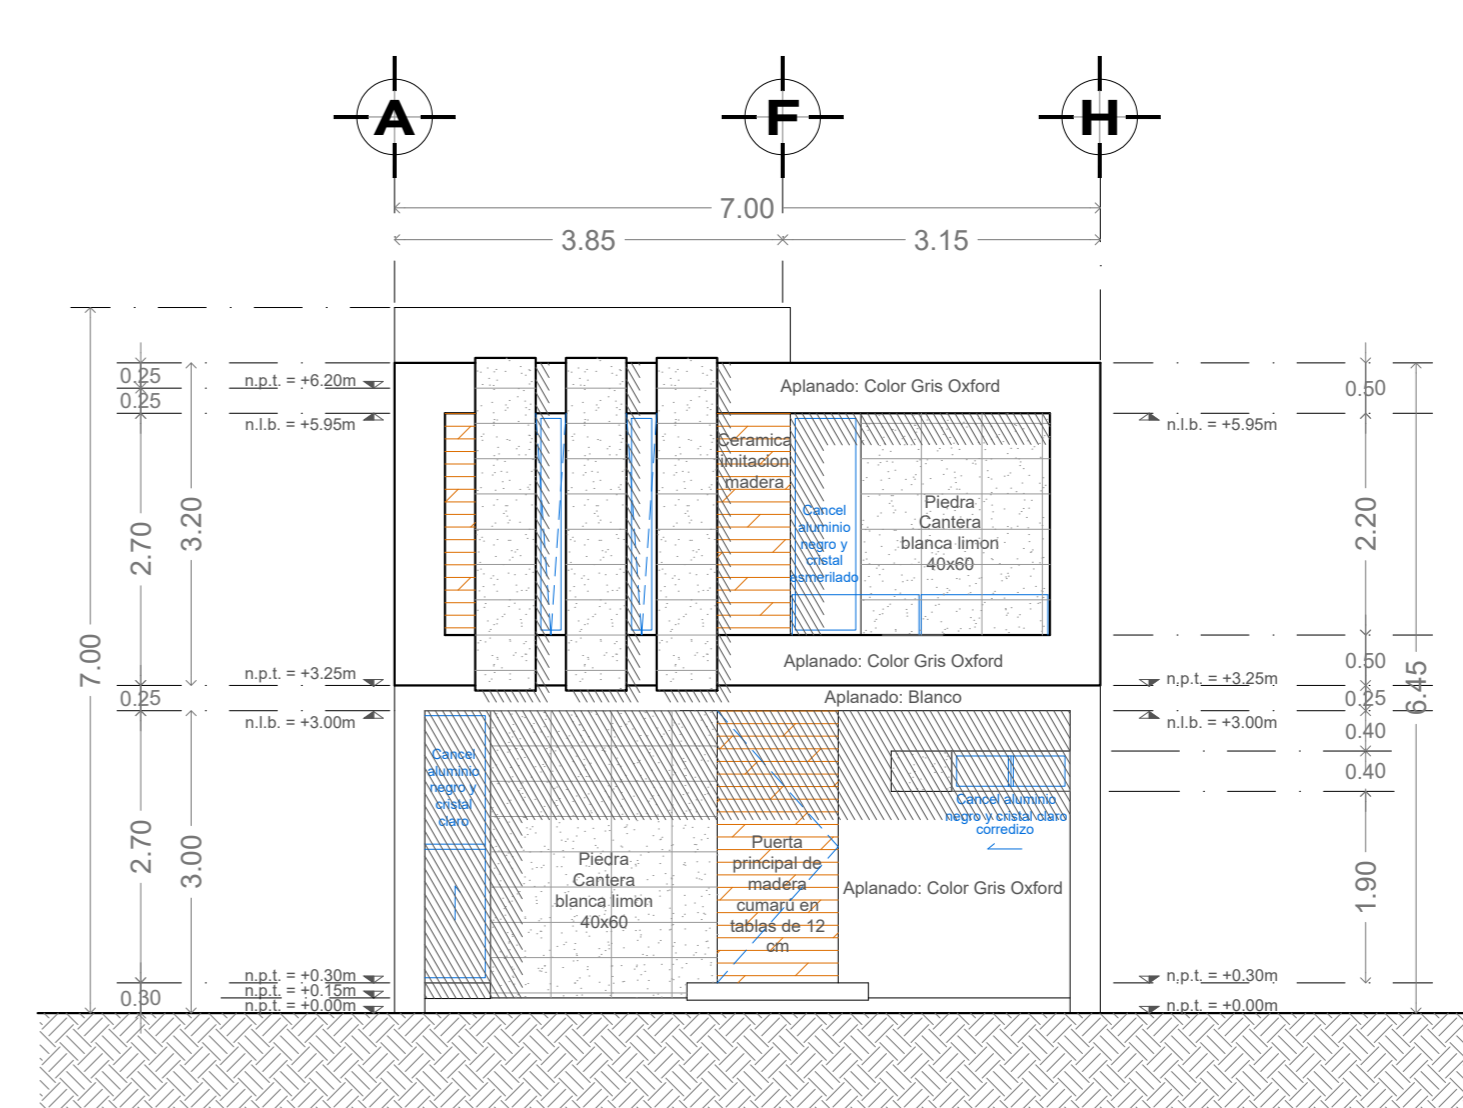 A F H
7.00
3.85 3.15
0.25
n.p.t. = +6.20m
Aplanado: Color Gris Oxford
0.50
0.25
n.l.b. = +5.95m
n.l.b. = +5.95m
Ceramica
imitacion
madera
Cancel
aluminio
negro y
cristal
esmerilado
Piedra
Cantera
blanca limon
40x60
2.70
3.20
2.20
7.00
Aplanado: Color Gris Oxford
0.50
n.p.t. = +3.25m
n.p.t. = +3.25m
6.45
0.25
Aplanado: Blanco
0.25
n.l.b. = +3.00m
n.l.b. = +3.00m
0.40
Cancel
aluminio
negro y
cristal
claro
0.40
Cancel aluminio
negro y cristal claro
corredizo
2.70
3.00
Piedra
Cantera
blanca limon
40x60
Puerta
principal de
madera
cumaru en
tablas de 12
cm
Aplanado: Color Gris Oxford
1.90
n.p.t. = +0.30m
n.p.t. = +0.30m
0.30
n.p.t. = +0.15m
n.p.t. = +0.00m
n.p.t. = +0.00m